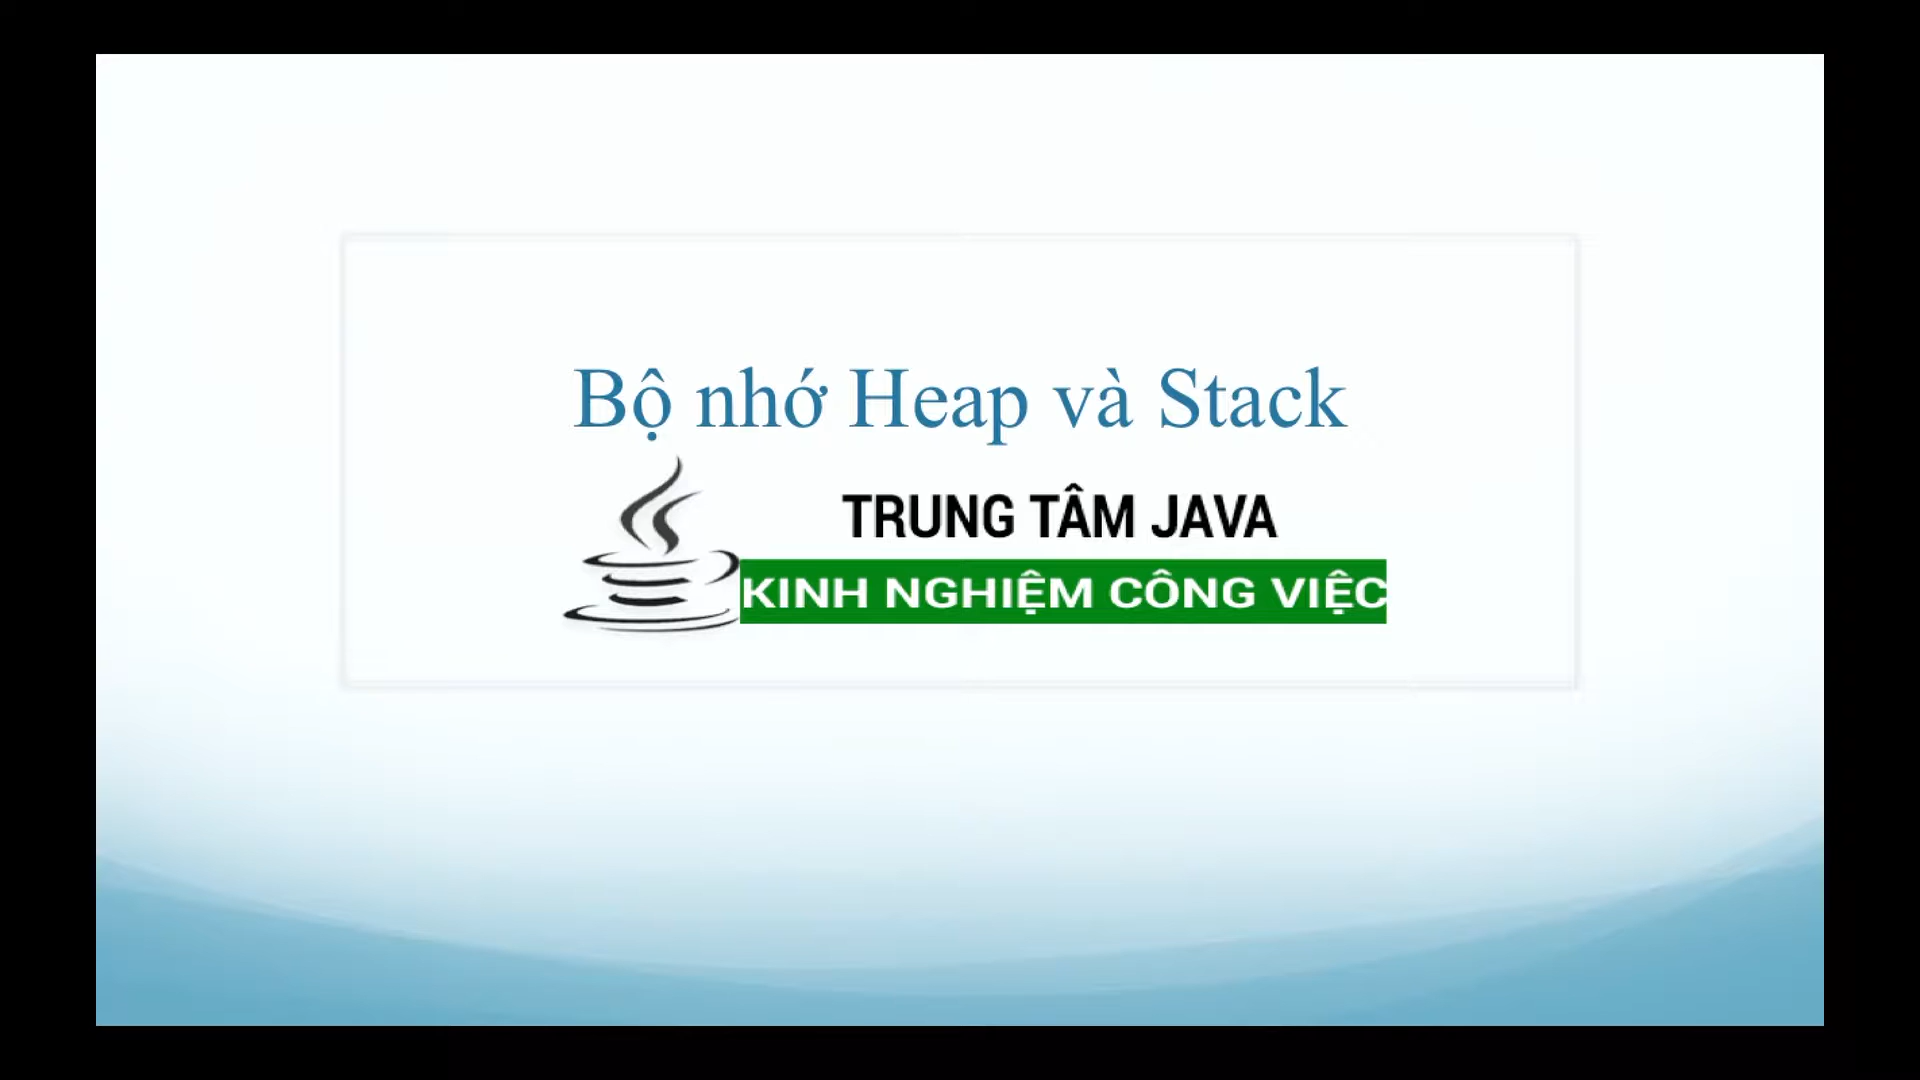 Bộ nhớ Heap và Stack
TRUNG TÂM JAVA
KINH NGHIỆM CÔNG VIỆC